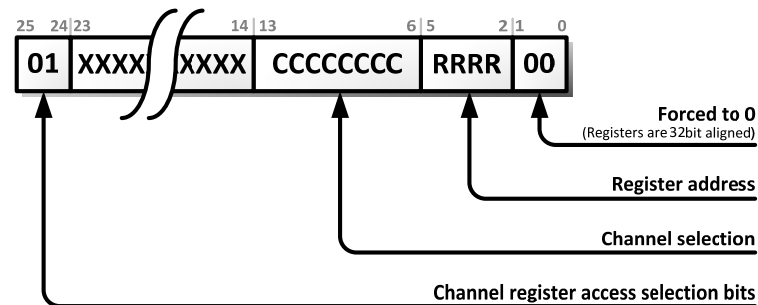 25 24 23 14 13 6 5 2 1 0
01 XXXX XXXX CCCCCCCC RRRR 00
Forced to 0
(Registers are 32bit aligned)
Register address
Channel selection
Channel register access selection bits